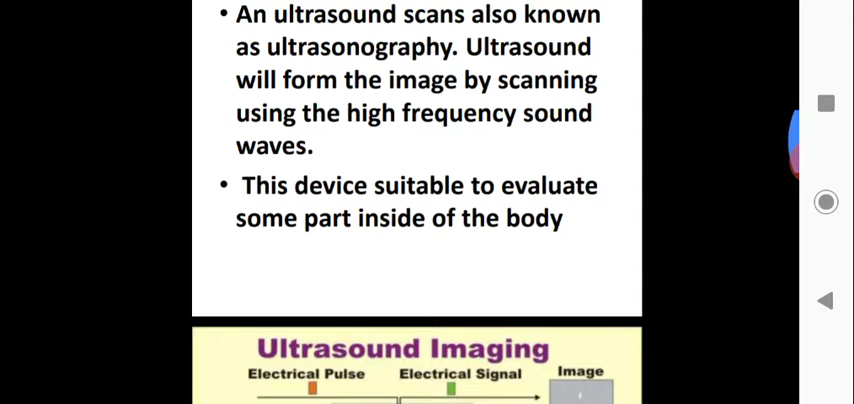 • An ultrasound scans also known
as ultrasonography. Ultrasound
will form the image by scanning
using the high frequency sound
waves.
• This device suitable to evaluate
some part inside of the body
Ultrasound Imaging
Electrical Pulse Electrical Signal Image